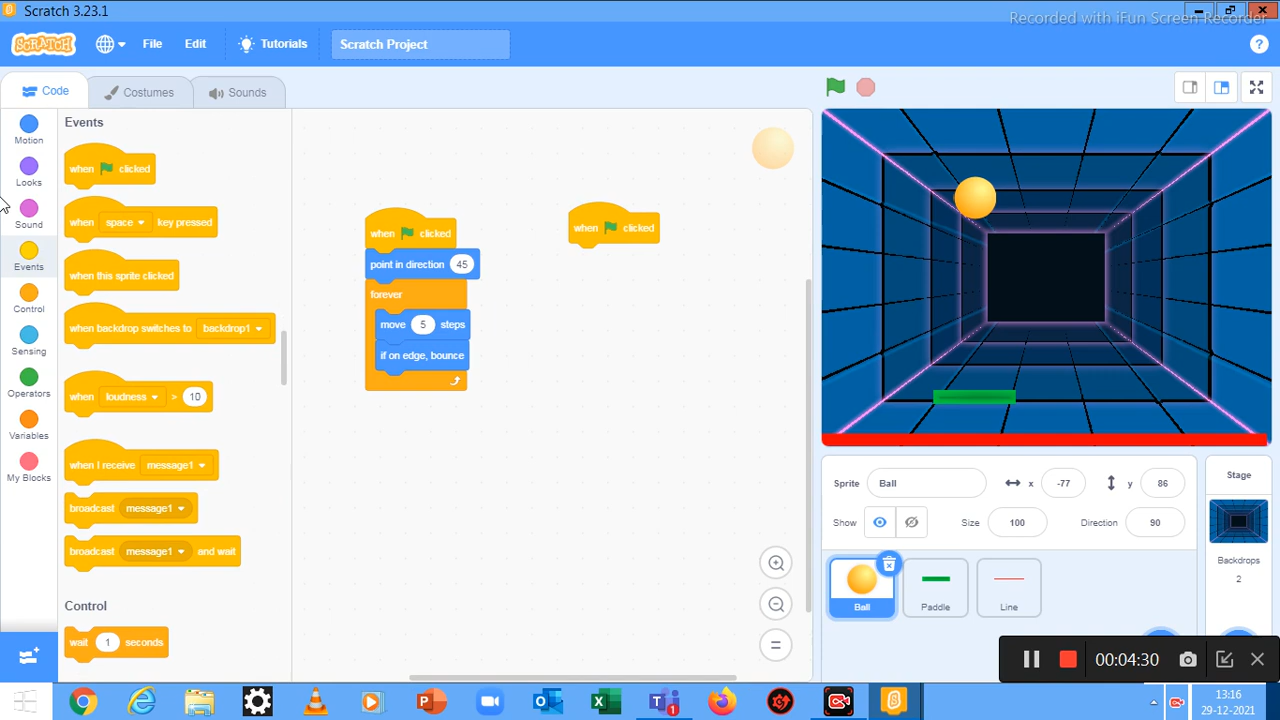 Scratch 3.23.1
Recorded with iFun Screen Recorder
SCRATCH
File
Edit
Tutorials
Scratch Project
?
Code
Costumes
Sounds
Motion
Looks
Sound
Events
Control
Sensing
Operators
Variables
My Blocks
Events
when clicked
when space key pressed
when this sprite clicked
when backdrop switches to backdrop1
when loudness > 10
when I receive message1
broadcast message1
broadcast message1 and wait
Control
wait 1 seconds
when clicked
point in direction 45
forever
move 5 steps
if on edge, bounce
when clicked
Sprite Ball x -77 y 86
Show Size 100 Direction 90
Ball
Paddle
Line
Stage
Backdrops
2
00:04:30
1
13:16
29-12-2021